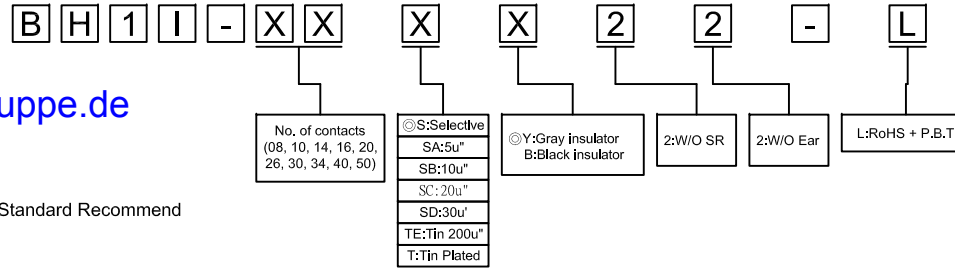 BH1I-XX X X 2 2 - L
uppe.de
No. of contacts
(08, 10, 14, 16, 20,
26, 30, 34, 40, 50)
◎S:Selective
SA:5u"
SB:10u"
SC:20u"
SD:30u'
TE:Tin 200u"
T:Tin Plated
◎Y:Gray insulator
B:Black insulator
2:W/O SR
2:W/O Ear
L:RoHS + P.B.T
Standard Recommend